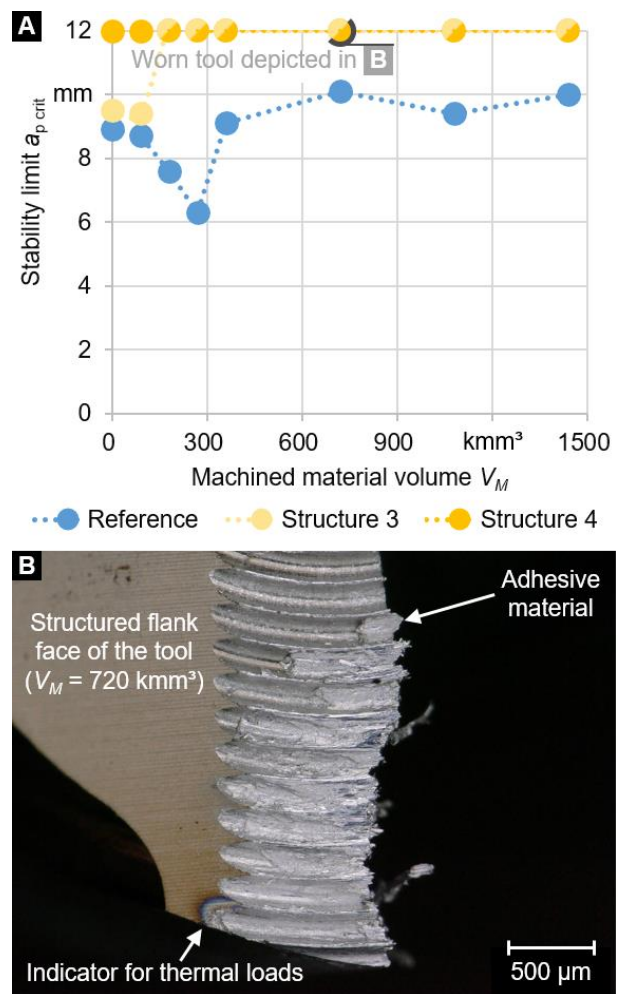 A
12
mm
8
6
4
2
0
Stability limit aₚ crit
Worn tool depicted in B
0 300 600 900 kmm³ 1500
Machined material volume V_M
Reference Structure 3 Structure 4
B
Structured flank
face of the tool
(V_M = 720 kmm³)
Adhesive
material
Indicator for thermal loads
500 µm